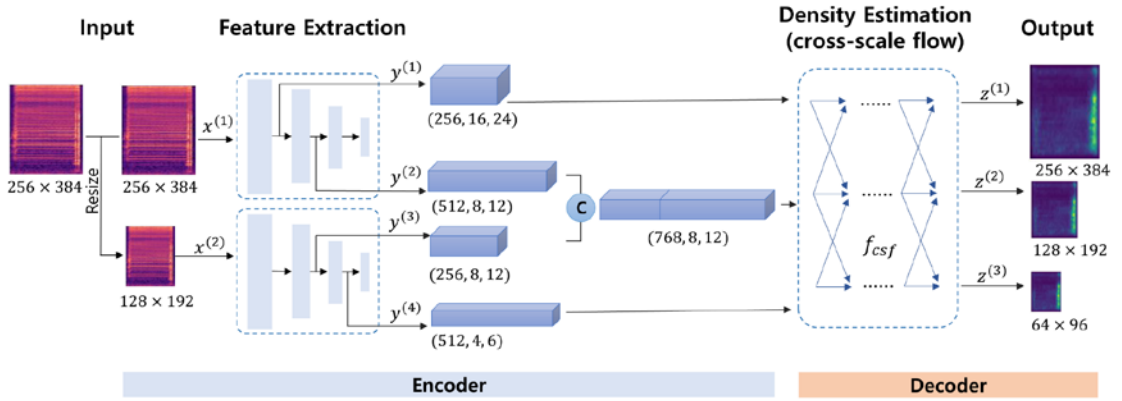 Input
Feature Extraction
Density Estimation
(cross-scale flow)
Output
256 × 384
256 × 384
Resize
128 × 192
x⁽¹⁾
x⁽²⁾
y⁽¹⁾
(256, 16, 24)
y⁽²⁾
(512, 8, 12)
y⁽³⁾
(256, 8, 12)
y⁽⁴⁾
(512, 4, 6)
C
(768, 8, 12)
......
......
......
......
f_csf
z⁽¹⁾
256 × 384
z⁽²⁾
128 × 192
z⁽³⁾
64 × 96
Encoder
Decoder